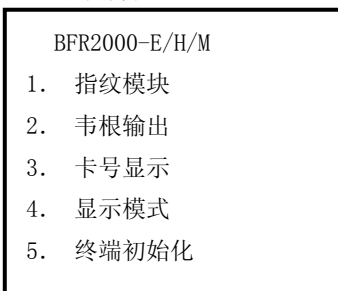 BFR2000-E/H/M
1. 指纹模块
2. 韦根输出
3. 卡号显示
4. 显示模式
5. 终端初始化